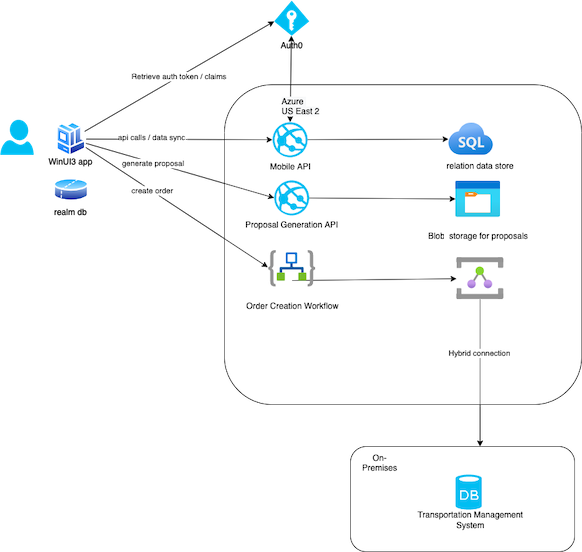 Auth0
Retrieve auth token / claims
Azure
US East 2
api calls / data sync
WinUI3 app
Mobile API
SQL
relation data store
generate proposal
create order
realm db
Proposal Generation API
Blob storage for proposals
Order Creation Workflow
Hybrid connection
On-
Premises
DB
Transportation Management
System